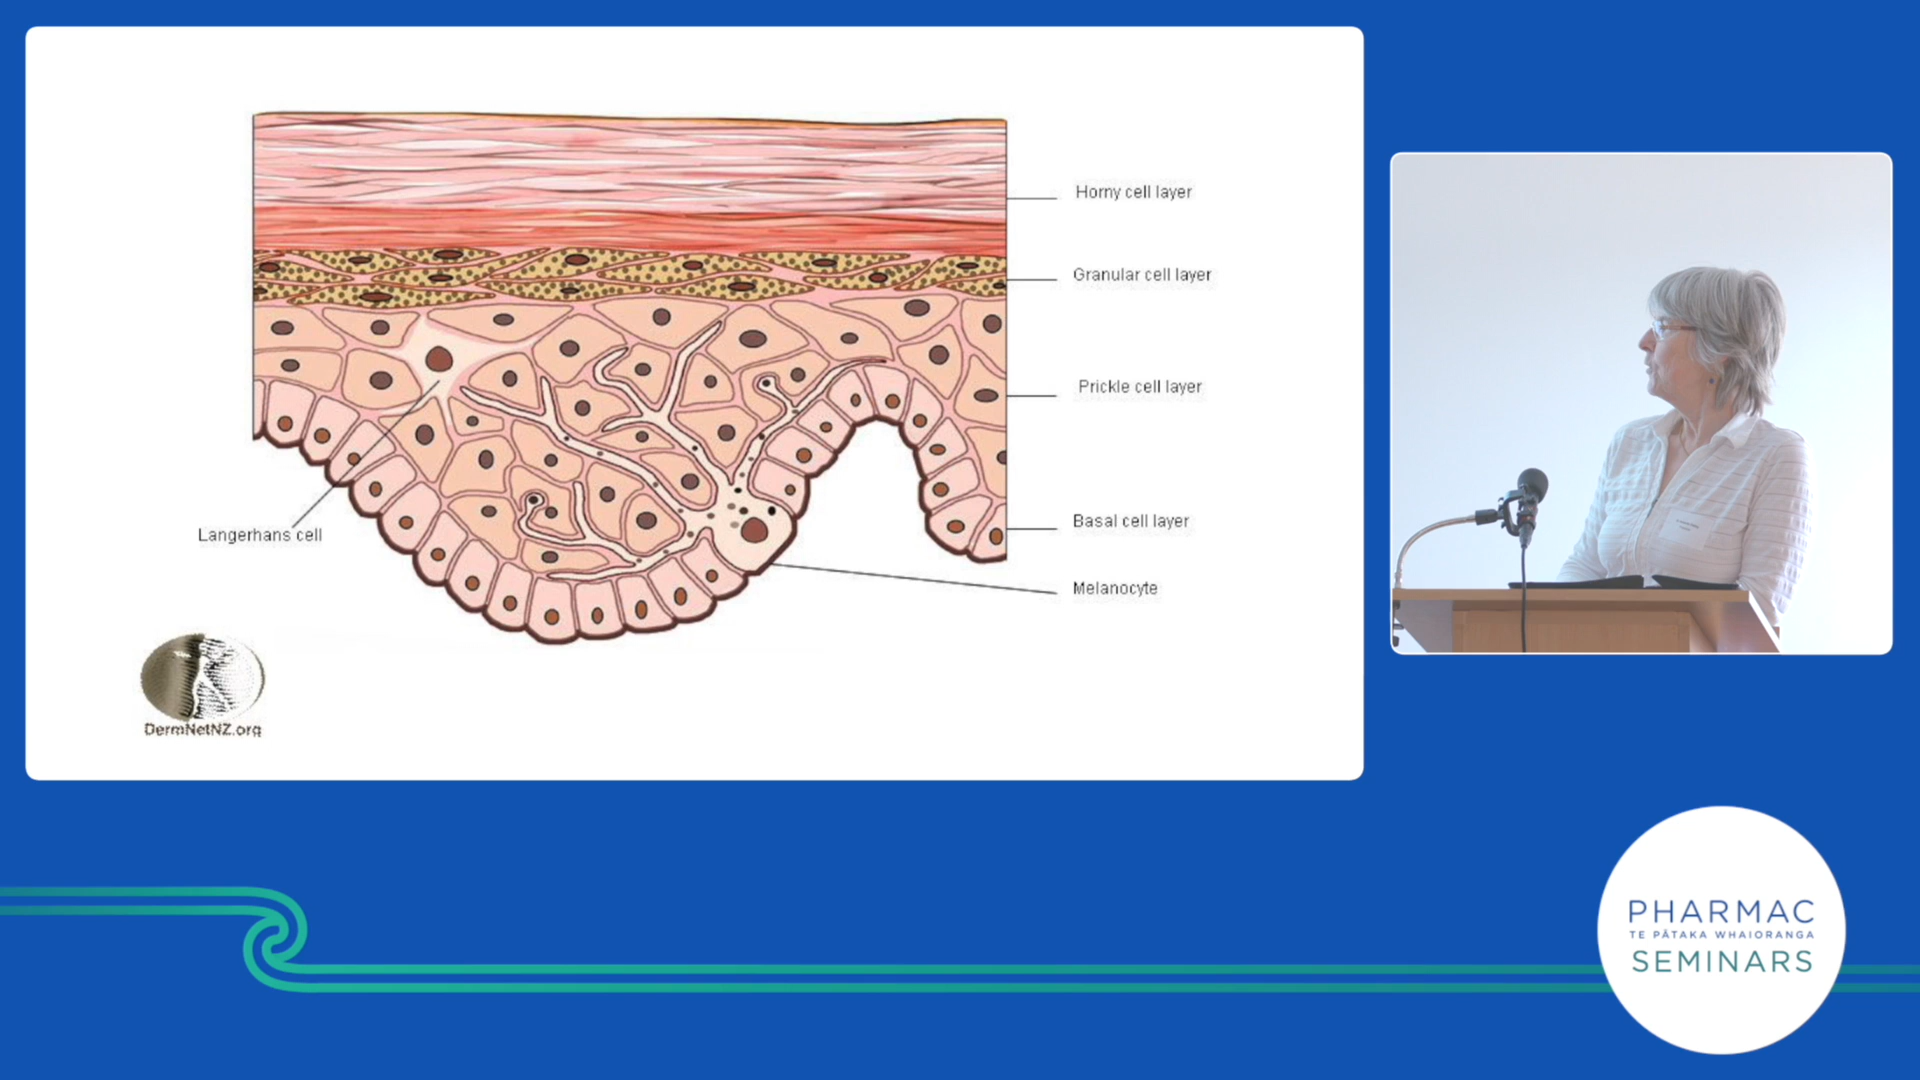 Horny cell layer
Granular cell layer
Prickle cell layer
Basal cell layer
Melanocyte
Langerhans cell
DermNetNZ.org
PHARMAC
TE PĀTAKA WHAIORANGA
SEMINARS